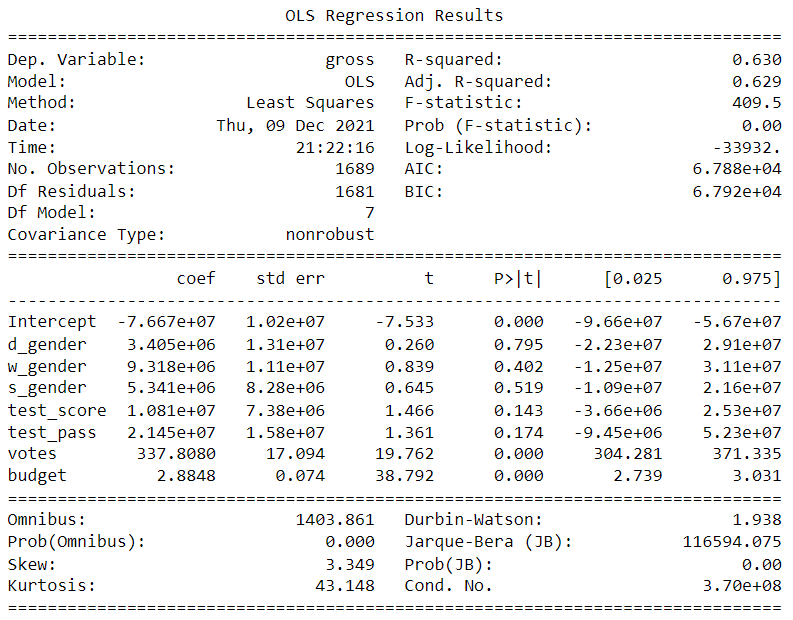 OLS Regression Results
==============================================================================
Dep. Variable:                  gross   R-squared:                       0.630
Model:                            OLS   Adj. R-squared:                  0.629
Method:                 Least Squares   F-statistic:                     409.5
Date:                Thu, 09 Dec 2021   Prob (F-statistic):               0.00
Time:                        21:22:16   Log-Likelihood:                -33932.
No. Observations:                1689   AIC:                         6.788e+04
Df Residuals:                    1681   BIC:                         6.792e+04
Df Model:                           7
Covariance Type:            nonrobust
==============================================================================
                 coef    std err          t      P>|t|      [0.025      0.975]
------------------------------------------------------------------------------
Intercept  -7.667e+07   1.02e+07     -7.533      0.000   -9.66e+07   -5.67e+07
d_gender    3.405e+06   1.31e+07      0.260      0.795   -2.23e+07    2.91e+07
w_gender    9.318e+06   1.11e+07      0.839      0.402   -1.25e+07    3.11e+07
s_gender    5.341e+06   8.28e+06      0.645      0.519   -1.09e+07    2.16e+07
test_score  1.081e+07   7.38e+06      1.466      0.143   -3.66e+06    2.53e+07
test_pass   2.145e+07   1.58e+07      1.361      0.174   -9.45e+06    5.23e+07
votes        337.8080     17.094     19.762      0.000     304.281     371.335
budget         2.8848      0.074     38.792      0.000       2.739       3.031
==============================================================================
Omnibus:                     1403.861   Durbin-Watson:                   1.938
Prob(Omnibus):                  0.000   Jarque-Bera (JB):           116594.075
Skew:                           3.349   Prob(JB):                         0.00
Kurtosis:                      43.148   Cond. No.                     3.70e+08
==============================================================================